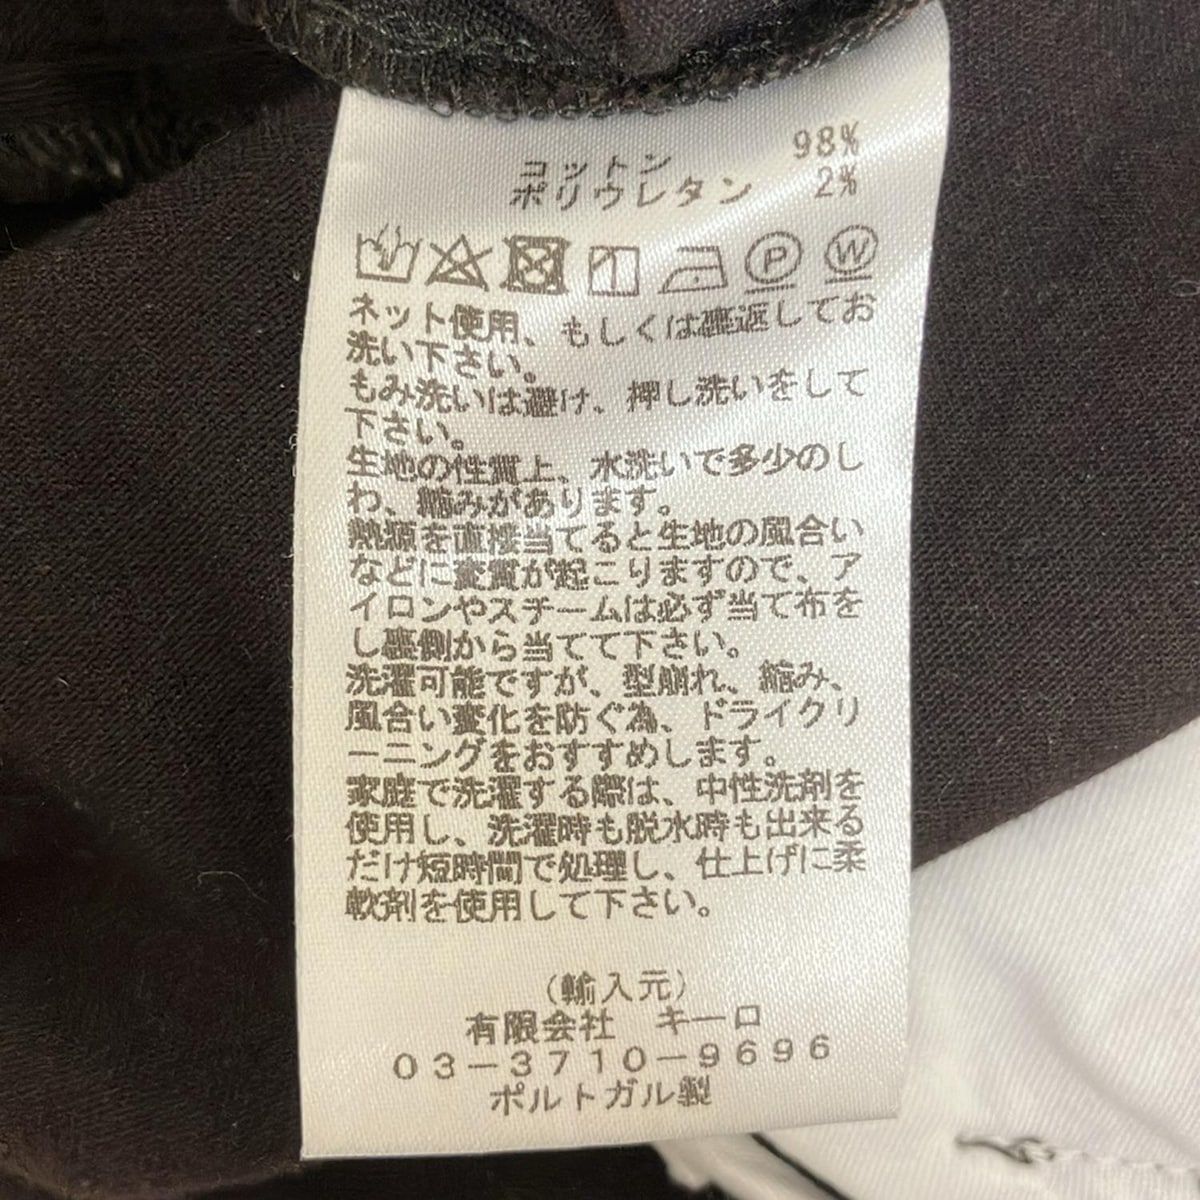 コットン 98%
ポリウレタン 2%
P W
ネット使用、もしくは裏返してお
洗い下さい。
もみ洗いは避け、押し洗いをして
下さい。
生地の性質上、水洗いで多少のし
わ、縮みがあります。
熱源を直接当てると生地の風合い
などに変質が起こりますので、ア
イロンやスチームは必ず当て布を
し裏側から当てて下さい。
洗濯可能ですが、型崩れ、縮み、
風合い変化を防ぐ為、ドライクリ
ーニングをおすすめします。
家庭で洗濯する際は、中性洗剤を
使用し、洗濯時も脱水時も出来る
だけ短時間で処理し、仕上げに柔
軟剤を使用して下さい。
(輸入元)
有限会社 キーロ
03-3710-9696
ポルトガル製